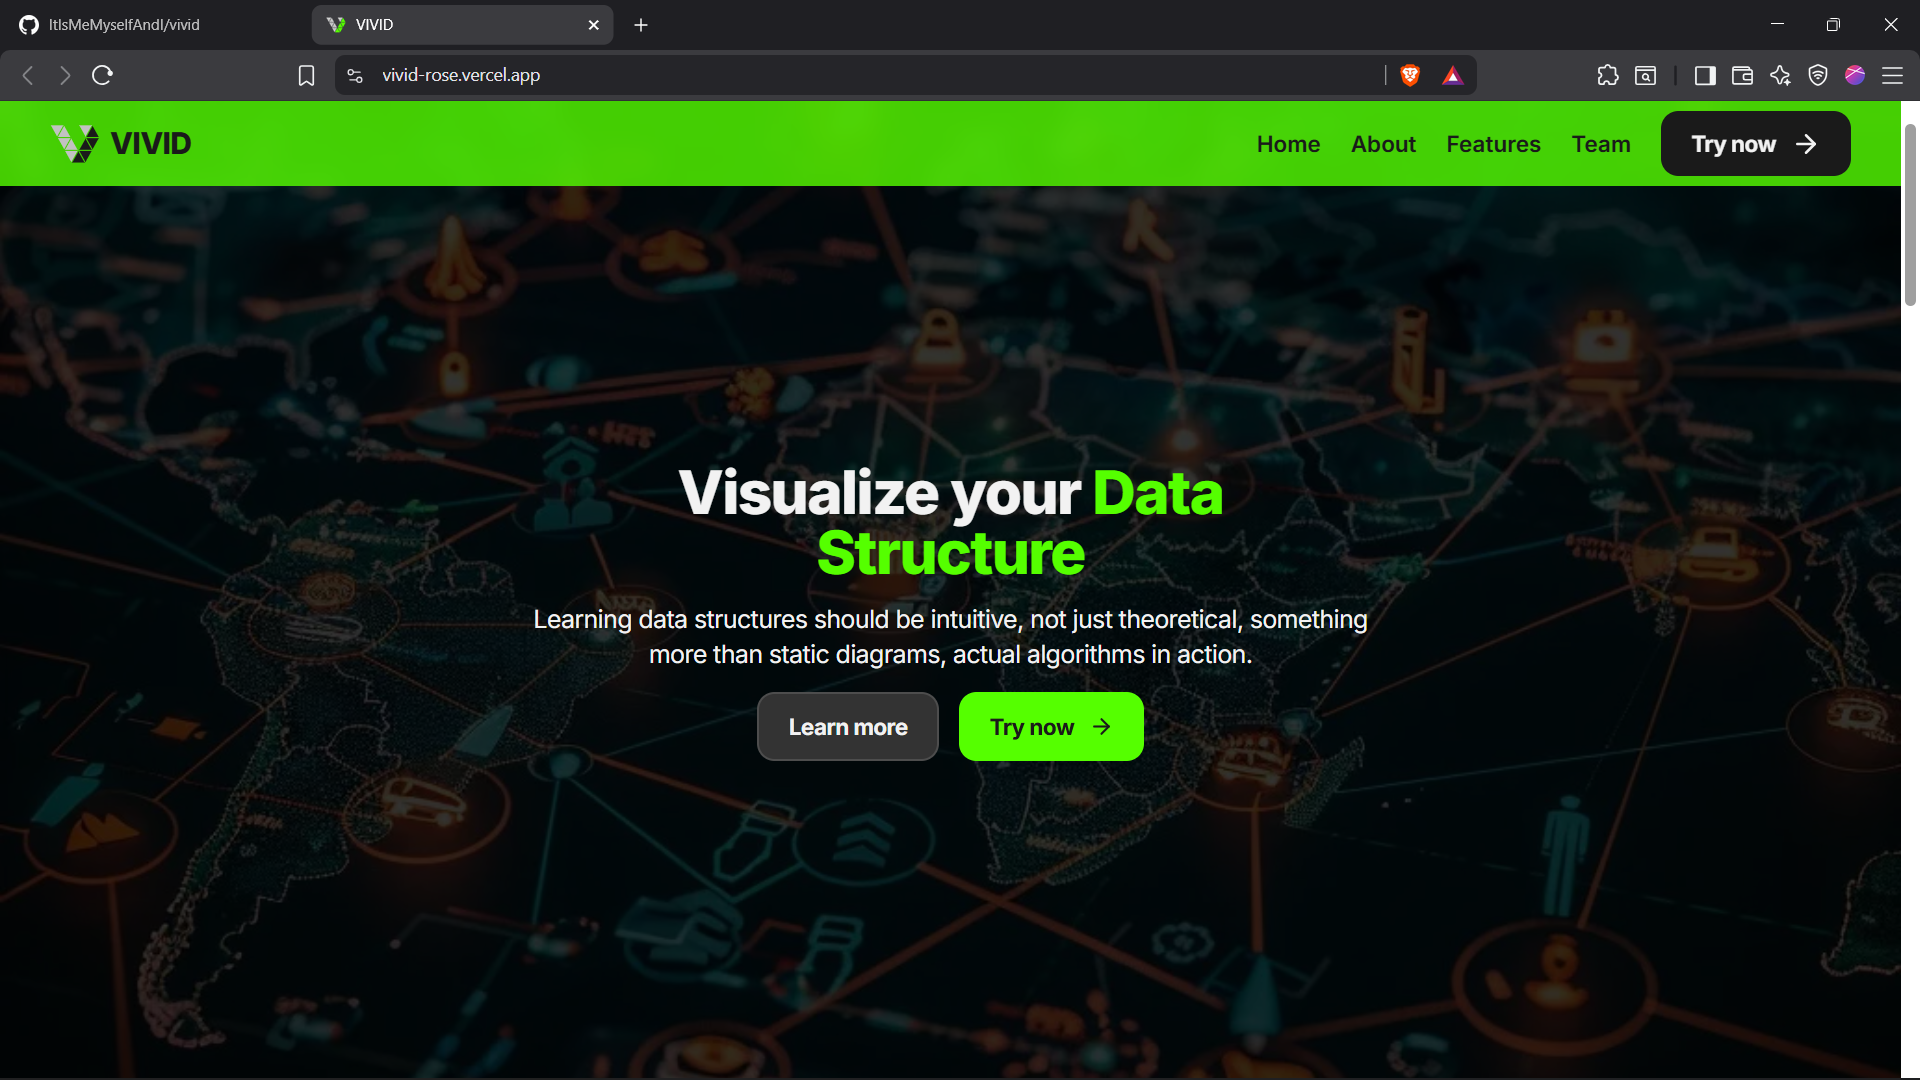 ItIsMeMyselfAndI/vivid
VIVID
vivid-rose.vercel.app
VIVID
Home
About
Features
Team
Try now
Visualize your Data
Structure
Learning data structures should be intuitive, not just theoretical, something
more than static diagrams, actual algorithms in action.
Learn more
Try now